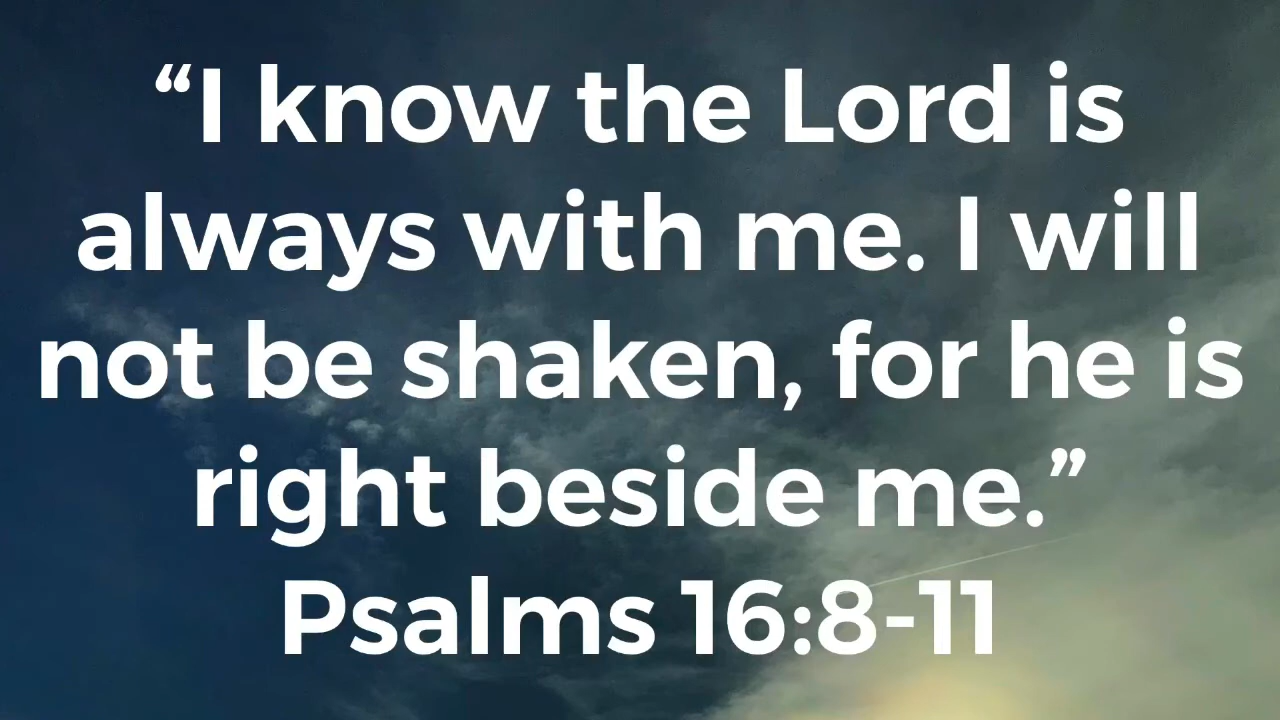 “I know the Lord is
always with me. I will
not be shaken, for he is
right beside me.”
Psalms 16:8-11